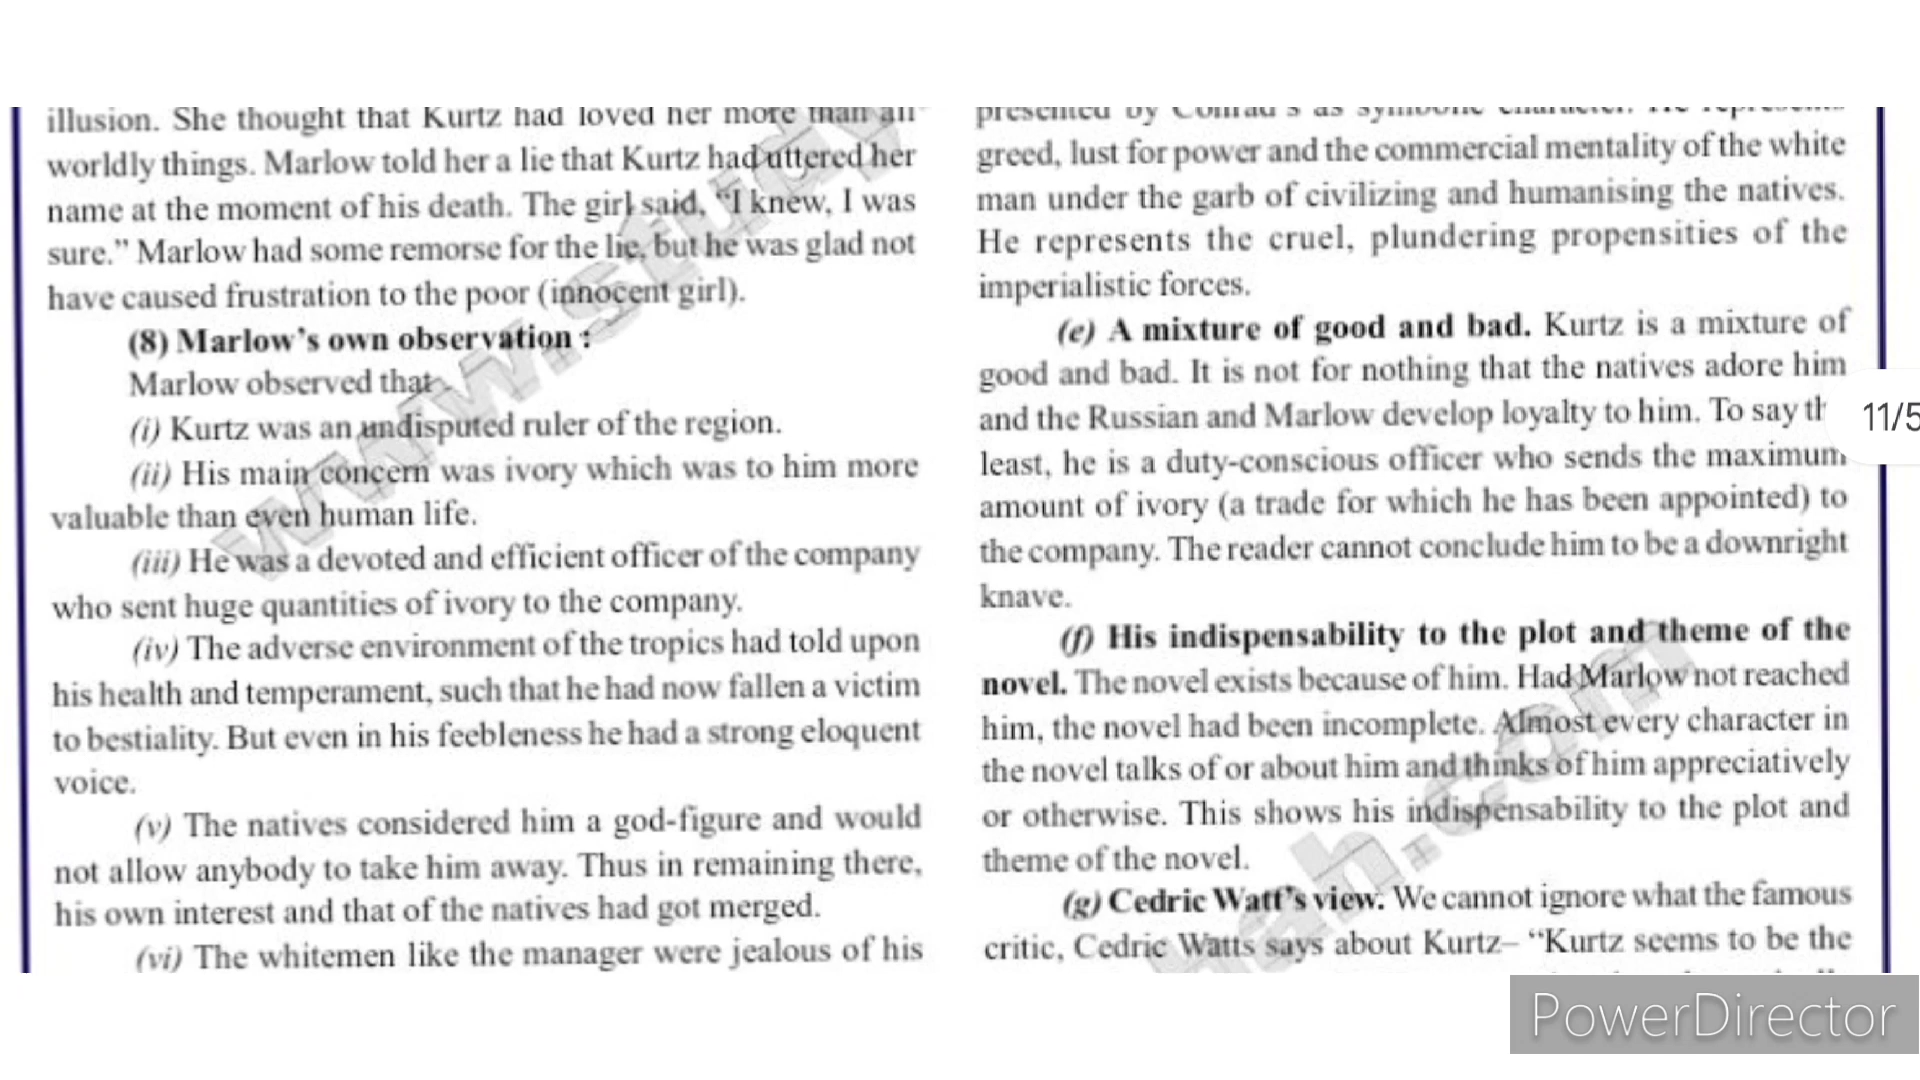 illusion. She thought that Kurtz had loved her more than all
worldly things. Marlow told her a lie that Kurtz had uttered her
name at the moment of his death. The girl said, “I knew, I was
sure.” Marlow had some remorse for the lie, but he was glad not
have caused frustration to the poor (innocent girl).
(8) Marlow’s own observation :
Marlow observed that–
(i) Kurtz was an undisputed ruler of the region.
(ii) His main concern was ivory which was to him more
valuable than even human life.
(iii) He was a devoted and efficient officer of the company
who sent huge quantities of ivory to the company.
(iv) The adverse environment of the tropics had told upon
his health and temperament, such that he had now fallen a victim
to bestiality. But even in his feebleness he had a strong eloquent
voice.
(v) The natives considered him a god-figure and would
not allow anybody to take him away. Thus in remaining there,
his own interest and that of the natives had got merged.
(vi) The whitemen like the manager were jealous of his
presented by Conrad's as symbolic character. He represents
greed, lust for power and the commercial mentality of the white
man under the garb of civilizing and humanising the natives.
He represents the cruel, plundering propensities of the
imperialistic forces.
(e) A mixture of good and bad. Kurtz is a mixture of
good and bad. It is not for nothing that the natives adore him
and the Russian and Marlow develop loyalty to him. To say th
least, he is a duty-conscious officer who sends the maximum
amount of ivory (a trade for which he has been appointed) to
the company. The reader cannot conclude him to be a downright
knave.
(f) His indispensability to the plot and theme of the
novel. The novel exists because of him. Had Marlow not reached
him, the novel had been incomplete. Almost every character in
the novel talks of or about him and thinks of him appreciatively
or otherwise. This shows his indispensability to the plot and
theme of the novel.
(g) Cedric Watt’s view. We cannot ignore what the famous
critic, Cedric Watts says about Kurtz– “Kurtz seems to be the
11/5
www.study
ah.com
PowerDirector